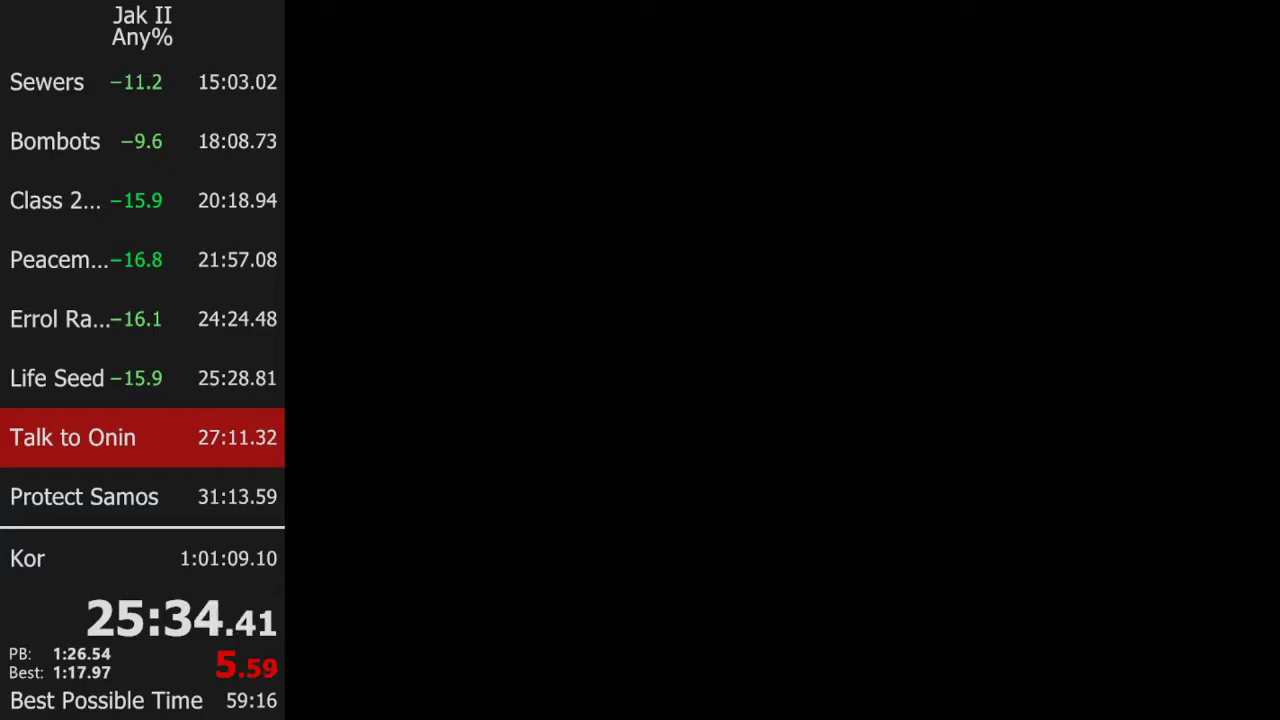 Jak II
Any%
Sewers −11.2 15:03.02
Bombots −9.6 18:08.73
Class 2... −15.9 20:18.94
Peacem... −16.8 21:57.08
Errol Ra... −16.1 24:24.48
Life Seed −15.9 25:28.81
Talk to Onin 27:11.32
Protect Samos 31:13.59
Kor 1:01:09.10
25:34.41
PB: 1:26.54
Best: 1:17.97
5.59
Best Possible Time 59:16